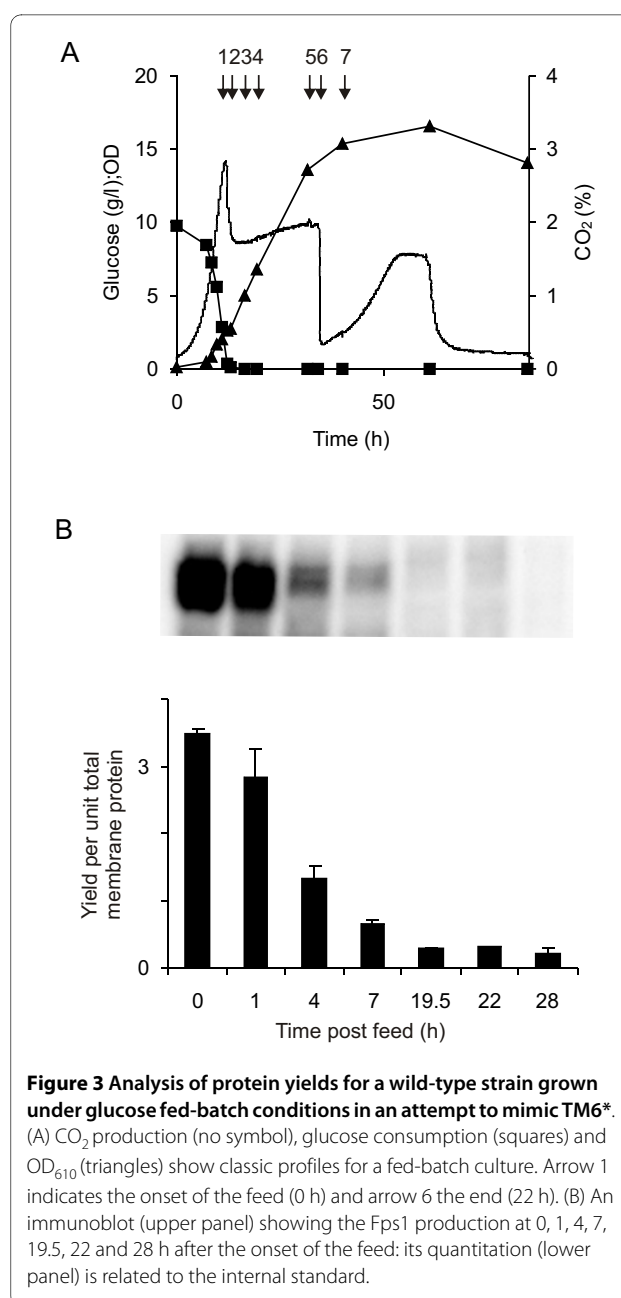 A
1234 56 7
20
15
10
5
0
Glucose (g/l);OD
4
3
2
1
0
CO₂ (%)
0 50
Time (h)
B
Yield per unit total
membrane protein
3
0
0 1 4 7 19.5 22 28
Time post feed (h)
Figure 3 Analysis of protein yields for a wild-type strain grown
under glucose fed-batch conditions in an attempt to mimic TM6*.
(A) CO₂ production (no symbol), glucose consumption (squares) and
OD₆₁₀ (triangles) show classic profiles for a fed-batch culture. Arrow 1
indicates the onset of the feed (0 h) and arrow 6 the end (22 h). (B) An
immunoblot (upper panel) showing the Fps1 production at 0, 1, 4, 7,
19.5, 22 and 28 h after the onset of the feed: its quantitation (lower
panel) is related to the internal standard.